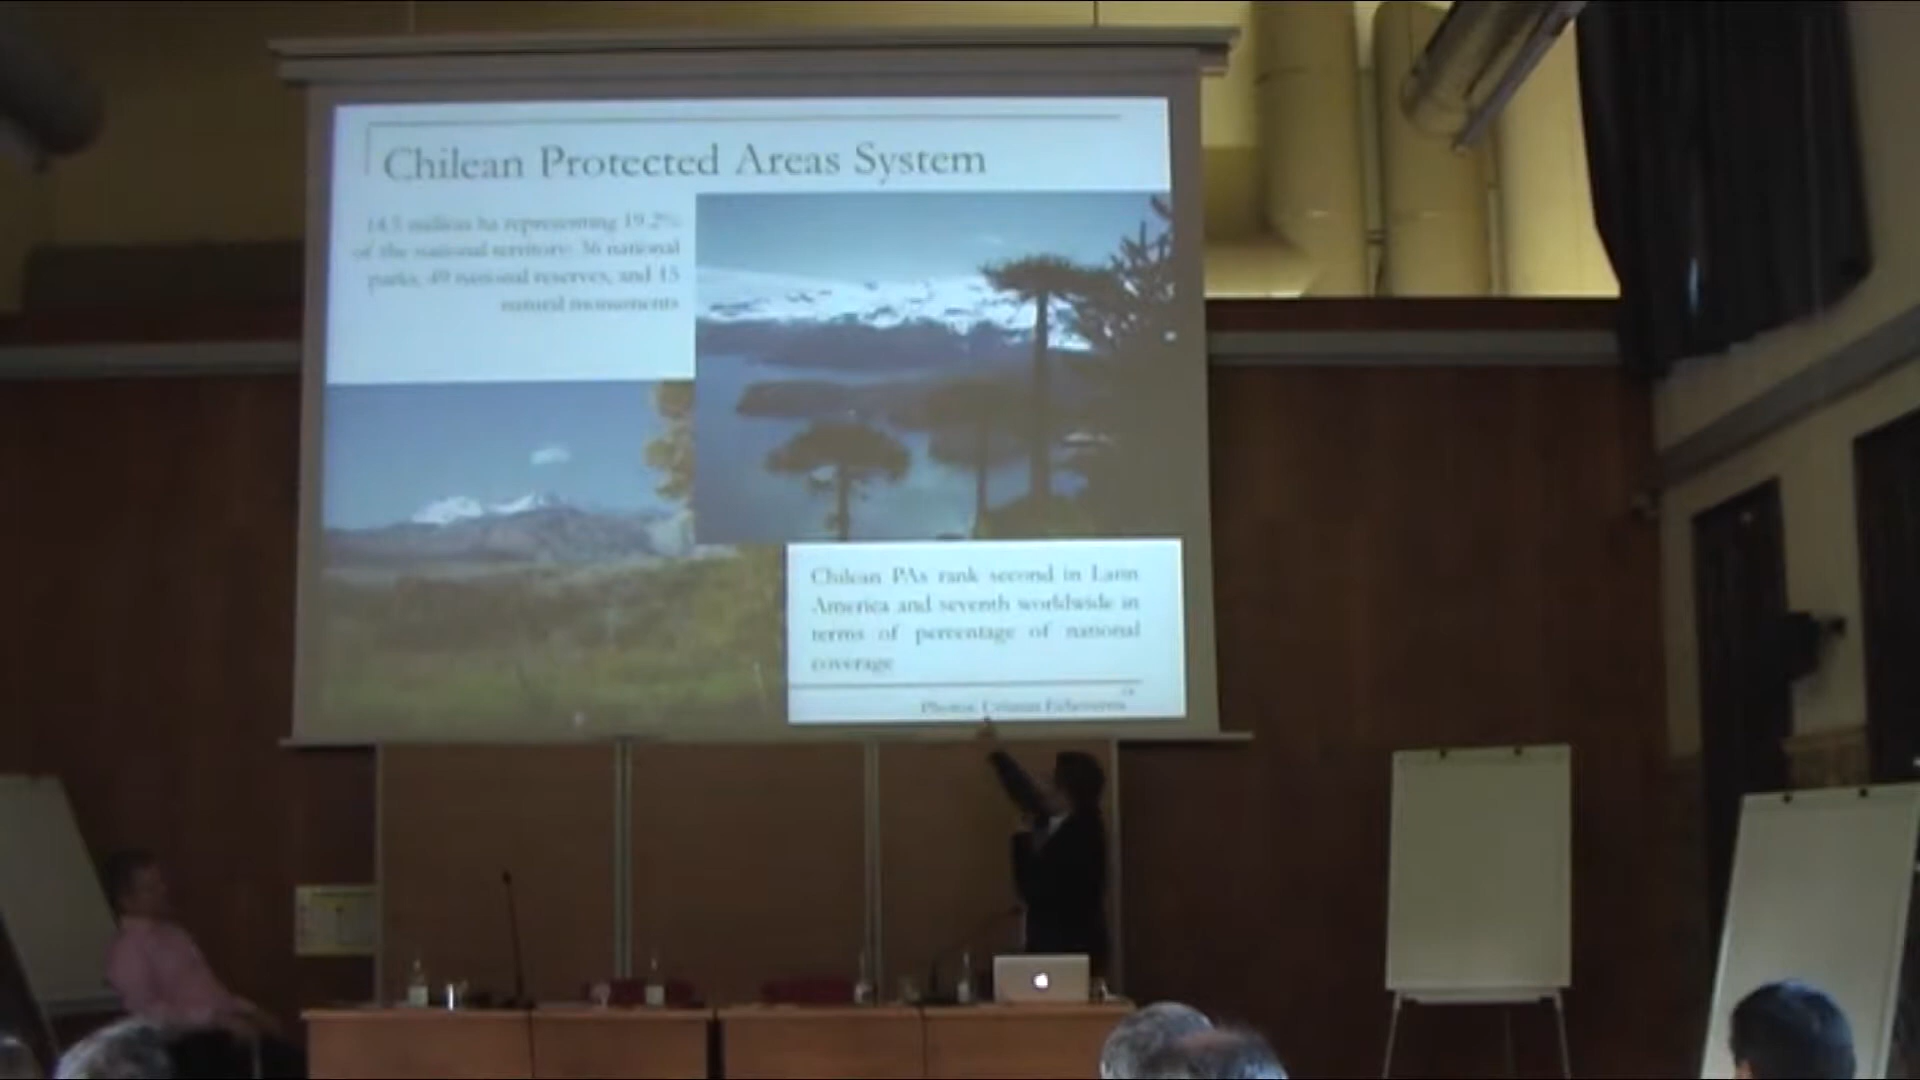 Chilean Protected Areas System
14.5 million ha representing 19.2%
of the national territory: 36 national
parks, 49 national reserves, and 15
natural monuments
Chilean PAs rank second in Latin
America and seventh worldwide in
terms of percentage of national
coverage
Photos: Cristian Echeverria